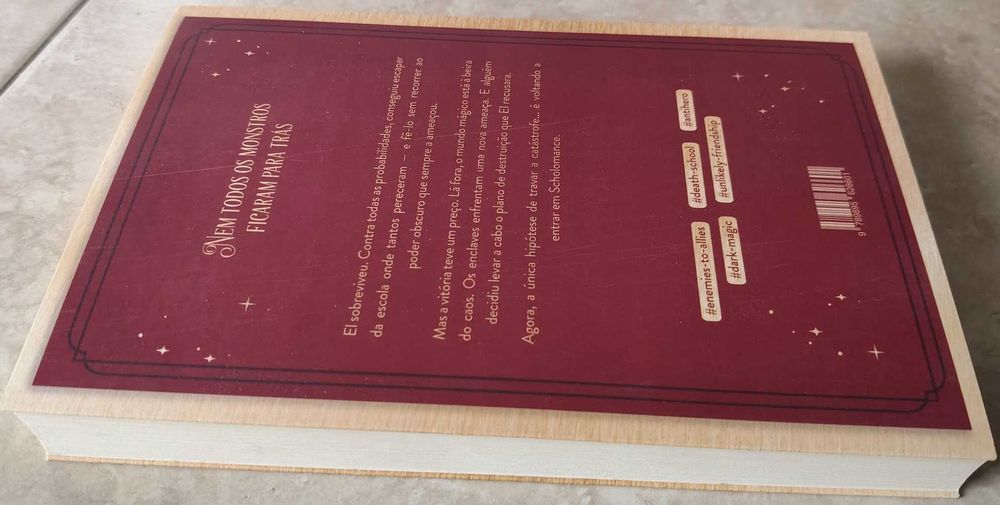 NEM TODOS OS MONSTROS
FICARAM PARA TRÁS
El sobreviveu. Contra todas as probabilidades, conseguiu escapar
da escola onde tantos pereceram — e fê-lo sem recorrer ao
poder obscuro que sempre a ameaçou.
Mas a vitória teve um preço. Lá fora, o mundo mágico está à beira
do caos. Os enclaves enfrentam uma nova ameaça. E alguém
decidiu levar a cabo o plano de destruição que El recusara.
Agora, a única hipótese de travar a catástrofe... é voltando a
entrar em Scholomance.
#enemies-to-allies #death-school #antihero
#dark-magic #unlikely-friendship
9 789895 626601